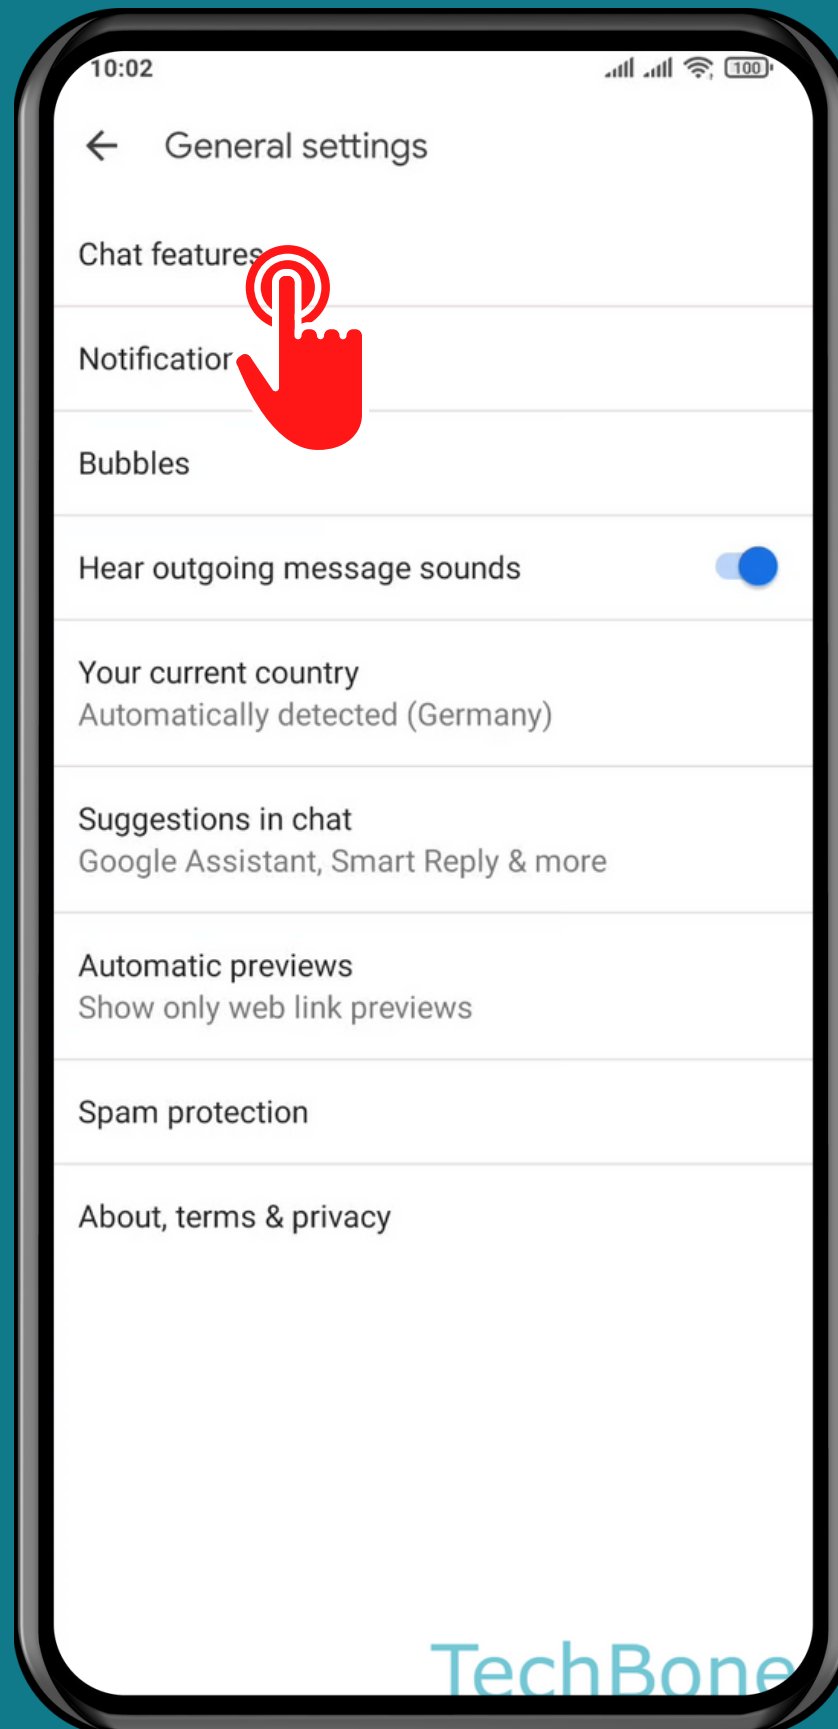 10:02
100
General settings
Chat features
Notification
Bubbles
Hear outgoing message sounds
Your current country
Automatically detected (Germany)
Suggestions in chat
Google Assistant, Smart Reply & more
Automatic previews
Show only web link previews
Spam protection
About, terms & privacy
TechBone